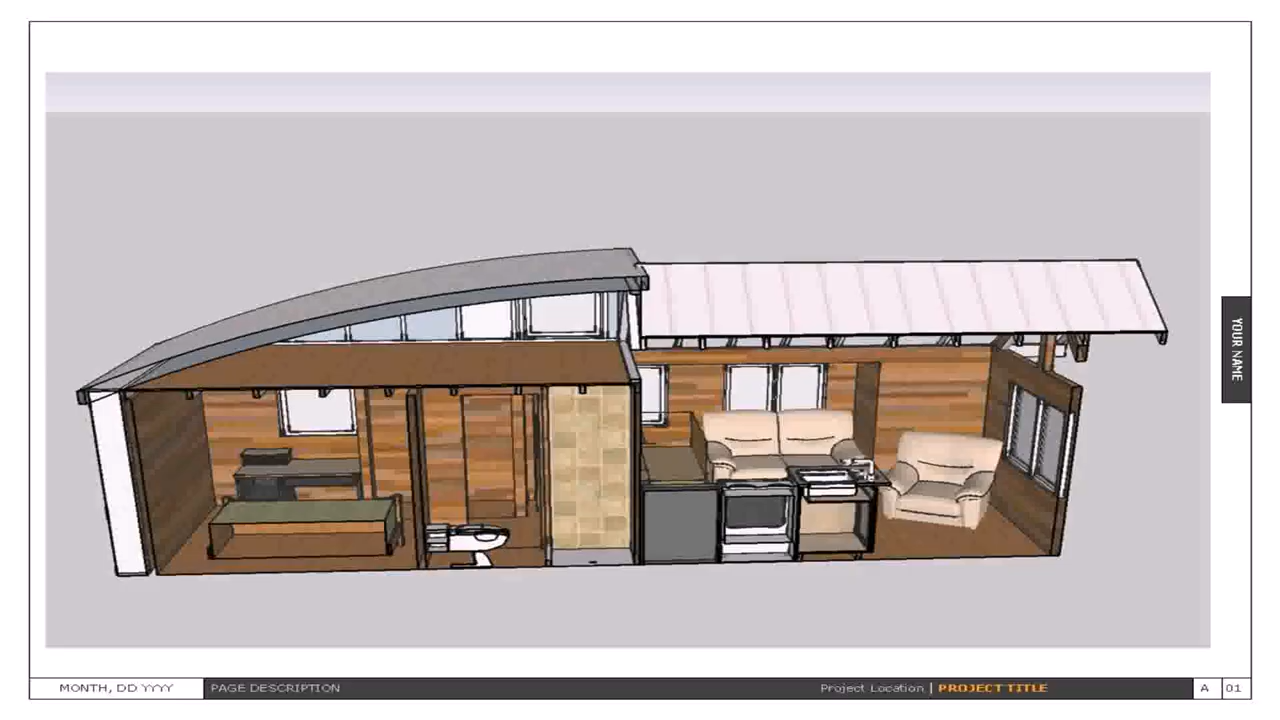 YOUR NAME
MONTH, DD YYYY
PAGE DESCRIPTION
Project Location | PROJECT TITLE
A
01